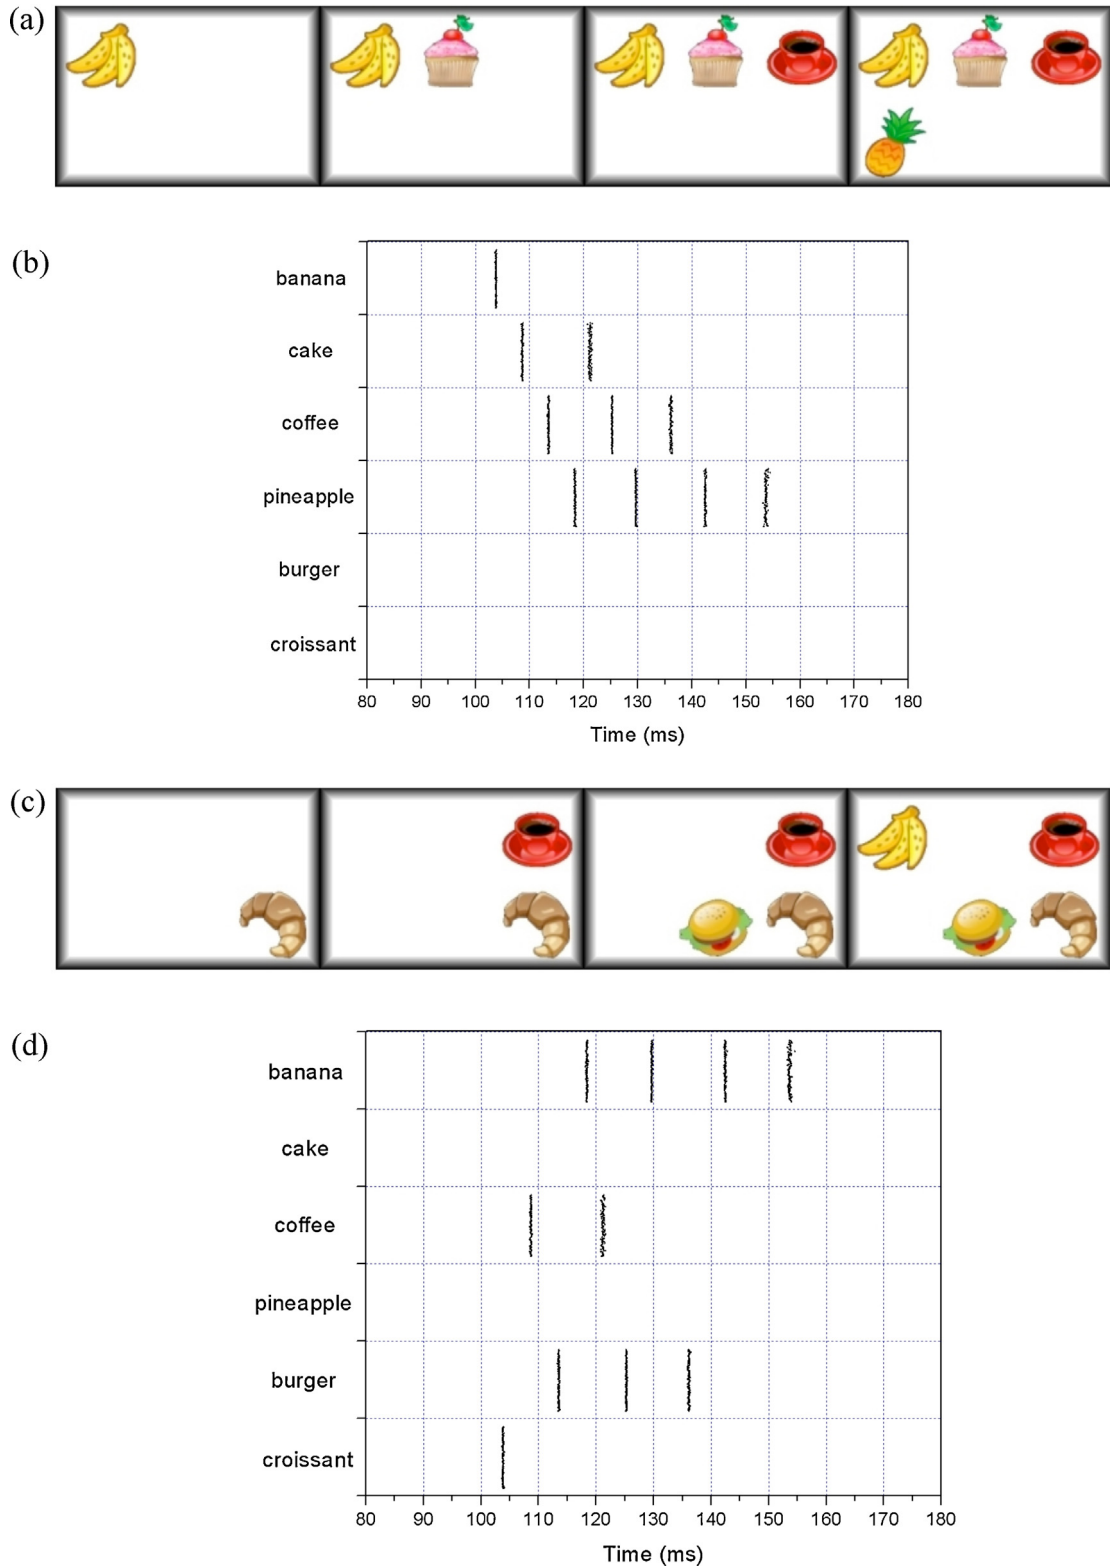 (a)
(b)
banana
cake
coffee
pineapple
burger
croissant
80 90 100 110 120 130 140 150 160 170 180
Time (ms)
(c)
(d)
banana
cake
coffee
pineapple
burger
croissant
80 90 100 110 120 130 140 150 160 170 180
Time (ms)